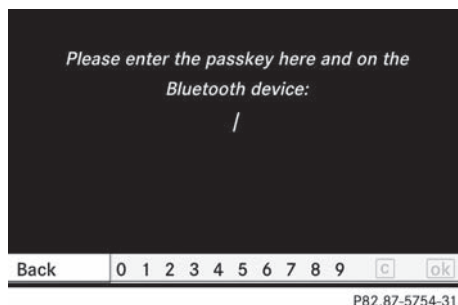 Please enter the passkey here and on the
Bluetooth device:
Back 0 1 2 3 4 5 6 7 8 9 c ok
P82.87-5754-31